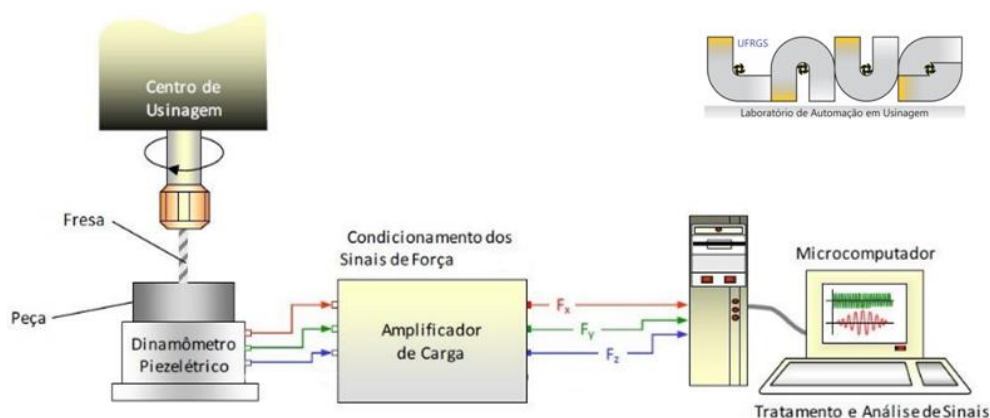 Centro de
Usinagem
UFRGS
Laboratório de Automação em Usinagem
Fresa
Peça
Dinamômetro
Piezelétrico
Condicionamento dos
Sinais de Força
Amplificador
de Carga
Fx
Fy
Fz
Microcomputador
Tratamento e Análise de Sinais